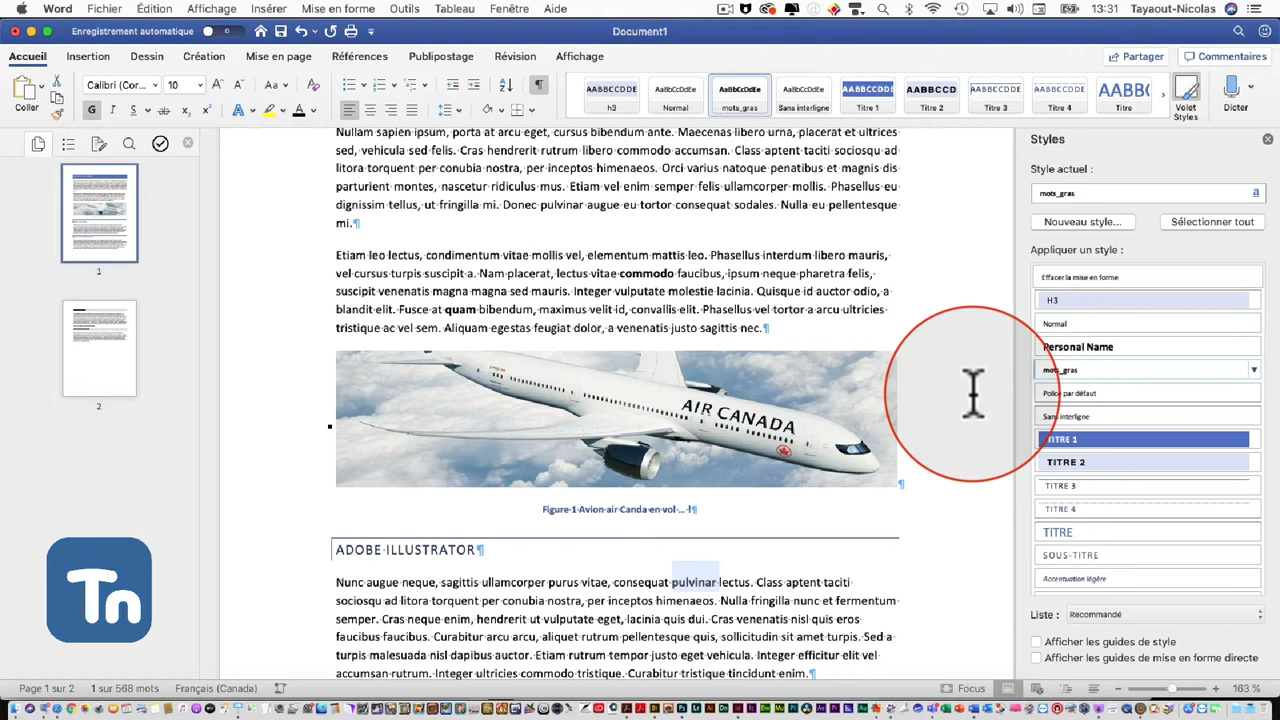 Word Fichier Édition Affichage Insérer Mise en forme Outils Tableau Fenêtre Aide 13:31 Tayaout-Nicolas
Enregistrement automatique Document1
Accueil Insertion Dessin Création Mise en page Références Publipostage Révision Affichage Partager Commentaires
Coller Calibri (Cor... 10 A A Aa
G I S ab x A A
AABBCCDDE AaBbCcDdEe AaBbCcDdEe AaBbCcDdEe AABBCCDDE AABBCCD AABBCCDDE AABBCCDDE AABBC
h3 Normal mots_gras Sans interligne Titre 1 Titre 2 Titre 3 Titre 4 Titre
Volet
Styles
Dicter
Nullam sapien ipsum, porta at arcu eget, cursus bibendum ante. Maecenas libero urna, placerat et ultrices
sed, vehicula sed felis. Cras hendrerit rutrum libero commodo accumsan. Class aptent taciti sociosqu ad
litora torquent per conubia nostra, per inceptos himenaeos. Orci varius natoque penatibus et magnis dis
parturient montes, nascetur ridiculus mus. Etiam vel enim semper felis ullamcorper mollis. Phasellus eu
dignissim tellus, ut fringilla mi. Donec pulvinar augue eu tortor consequat sodales. Nulla eu pellentesque
mi.¶
Etiam leo lectus, condimentum vitae mollis vel, elementum mattis leo. Phasellus interdum libero mauris,
vel cursus turpis suscipit a. Nam placerat, lectus vitae commodo faucibus, ipsum neque pharetra felis,
suscipit venenatis magna magna sed mauris. Integer vulputate molestie lacinia. Quisque id auctor odio, a
blandit elit. Fusce at quam bibendum, maximus velit id, convallis elit. Phasellus vel tortor a arcu ultricies
tristique ac vel sem. Aliquam egestas feugiat dolor, a venenatis justo sagittis nec.¶
AIR CANADA
¶
Figure 1 Avion air Canda en vol ... !¶
ADOBE ILLUSTRATOR¶
Nunc augue neque, sagittis ullamcorper purus vitae, consequat pulvinar lectus. Class aptent taciti
sociosqu ad litora torquent per conubia nostra, per inceptos himenaeos. Nulla fringilla nunc et fermentum
semper. Cras neque enim, hendrerit ut vulputate eget, lacinia quis dui. Cras venenatis nisl quis eros
faucibus faucibus. Curabitur arcu arcu, aliquet rutrum pellentesque quis, sollicitudin sit amet turpis. Sed a
turpis malesuada nisl dapibus auctor. Etiam rutrum tempor justo eget vehicula. Integer efficitur elit vel
accumsan rutrum. Integer ultricies commodo tristique. Curabitur tristique tincidunt enim.¶
1
2
Tn
Styles
Style actuel :
mots_gras a
Nouveau style... Sélectionner tout
Appliquer un style :
Effacer la mise en forme
H3
Normal
Personal Name
mots_gras
Police par défaut
Sans interligne
TITRE 1
TITRE 2
TITRE 3
TITRE 4
TITRE
SOUS-TITRE
Accentuation légère
Liste : Recommandé
Afficher les guides de style
Afficher les guides de mise en forme directe
Page 1 sur 2 1 sur 568 mots Français (Canada) Focus 163 %